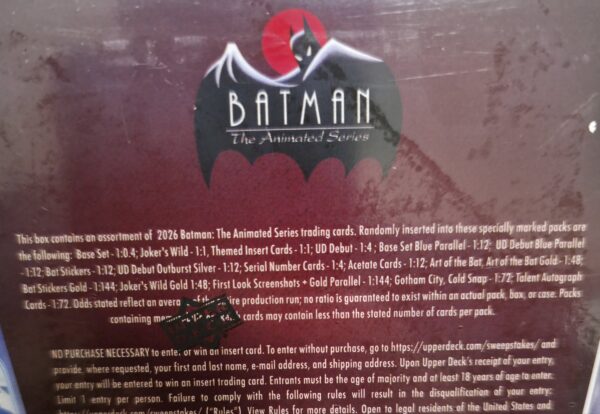 BATMAN
The Animated Series
This box contains an assortment of 2026 Batman: The Animated Series trading cards. Randomly inserted into these specially marked packs are
the following: Base Set - 1:0.4; Joker's Wild - 1:1, Themed Insert Cards - 1:1; UD Debut - 1:4 ; Base Set Blue Parallel - 1:12; UD Debut Blue Parallel
- 1:12; Bat Stickers - 1:12; UD Debut Outburst Silver - 1:12; Serial Number Cards - 1:4; Acetate Cards - 1:12; Art of the Bat, Art of the Bat Gold - 1:48;
Bat Stickers Gold - 1:144; Joker's Wild Gold 1:48; First Look Screenshots + Gold Parallel - 1:144; Gotham City, Cold Snap - 1:72; Talent Autograph
Cards - 1:72. Odds stated reflect an of the production run; no ratio is guaranteed to exist within an actual pack, box, or case. Packs
containing cards may contain less than the stated number of cards per pack.
NO PURCHASE NECESSARY to enter or win an insert card. To enter without purchase, go to https://upperdeck.com/sweepstakes/ and
provide, where requested, your first and last name, e-mail address, and shipping address. Upon Upper Deck's receipt of your entry,
your entry will be entered to win an insert trading card. Entrants must be the age of majority and at least 18 years of age to enter.
Limit 1 entry per person. Failure to comply with the following rules will result in the disqualification of your entry:
https://upperdeck.com/sweepstakes/ ("Rules"). View Rules for more details. Open to legal residents of the United States and